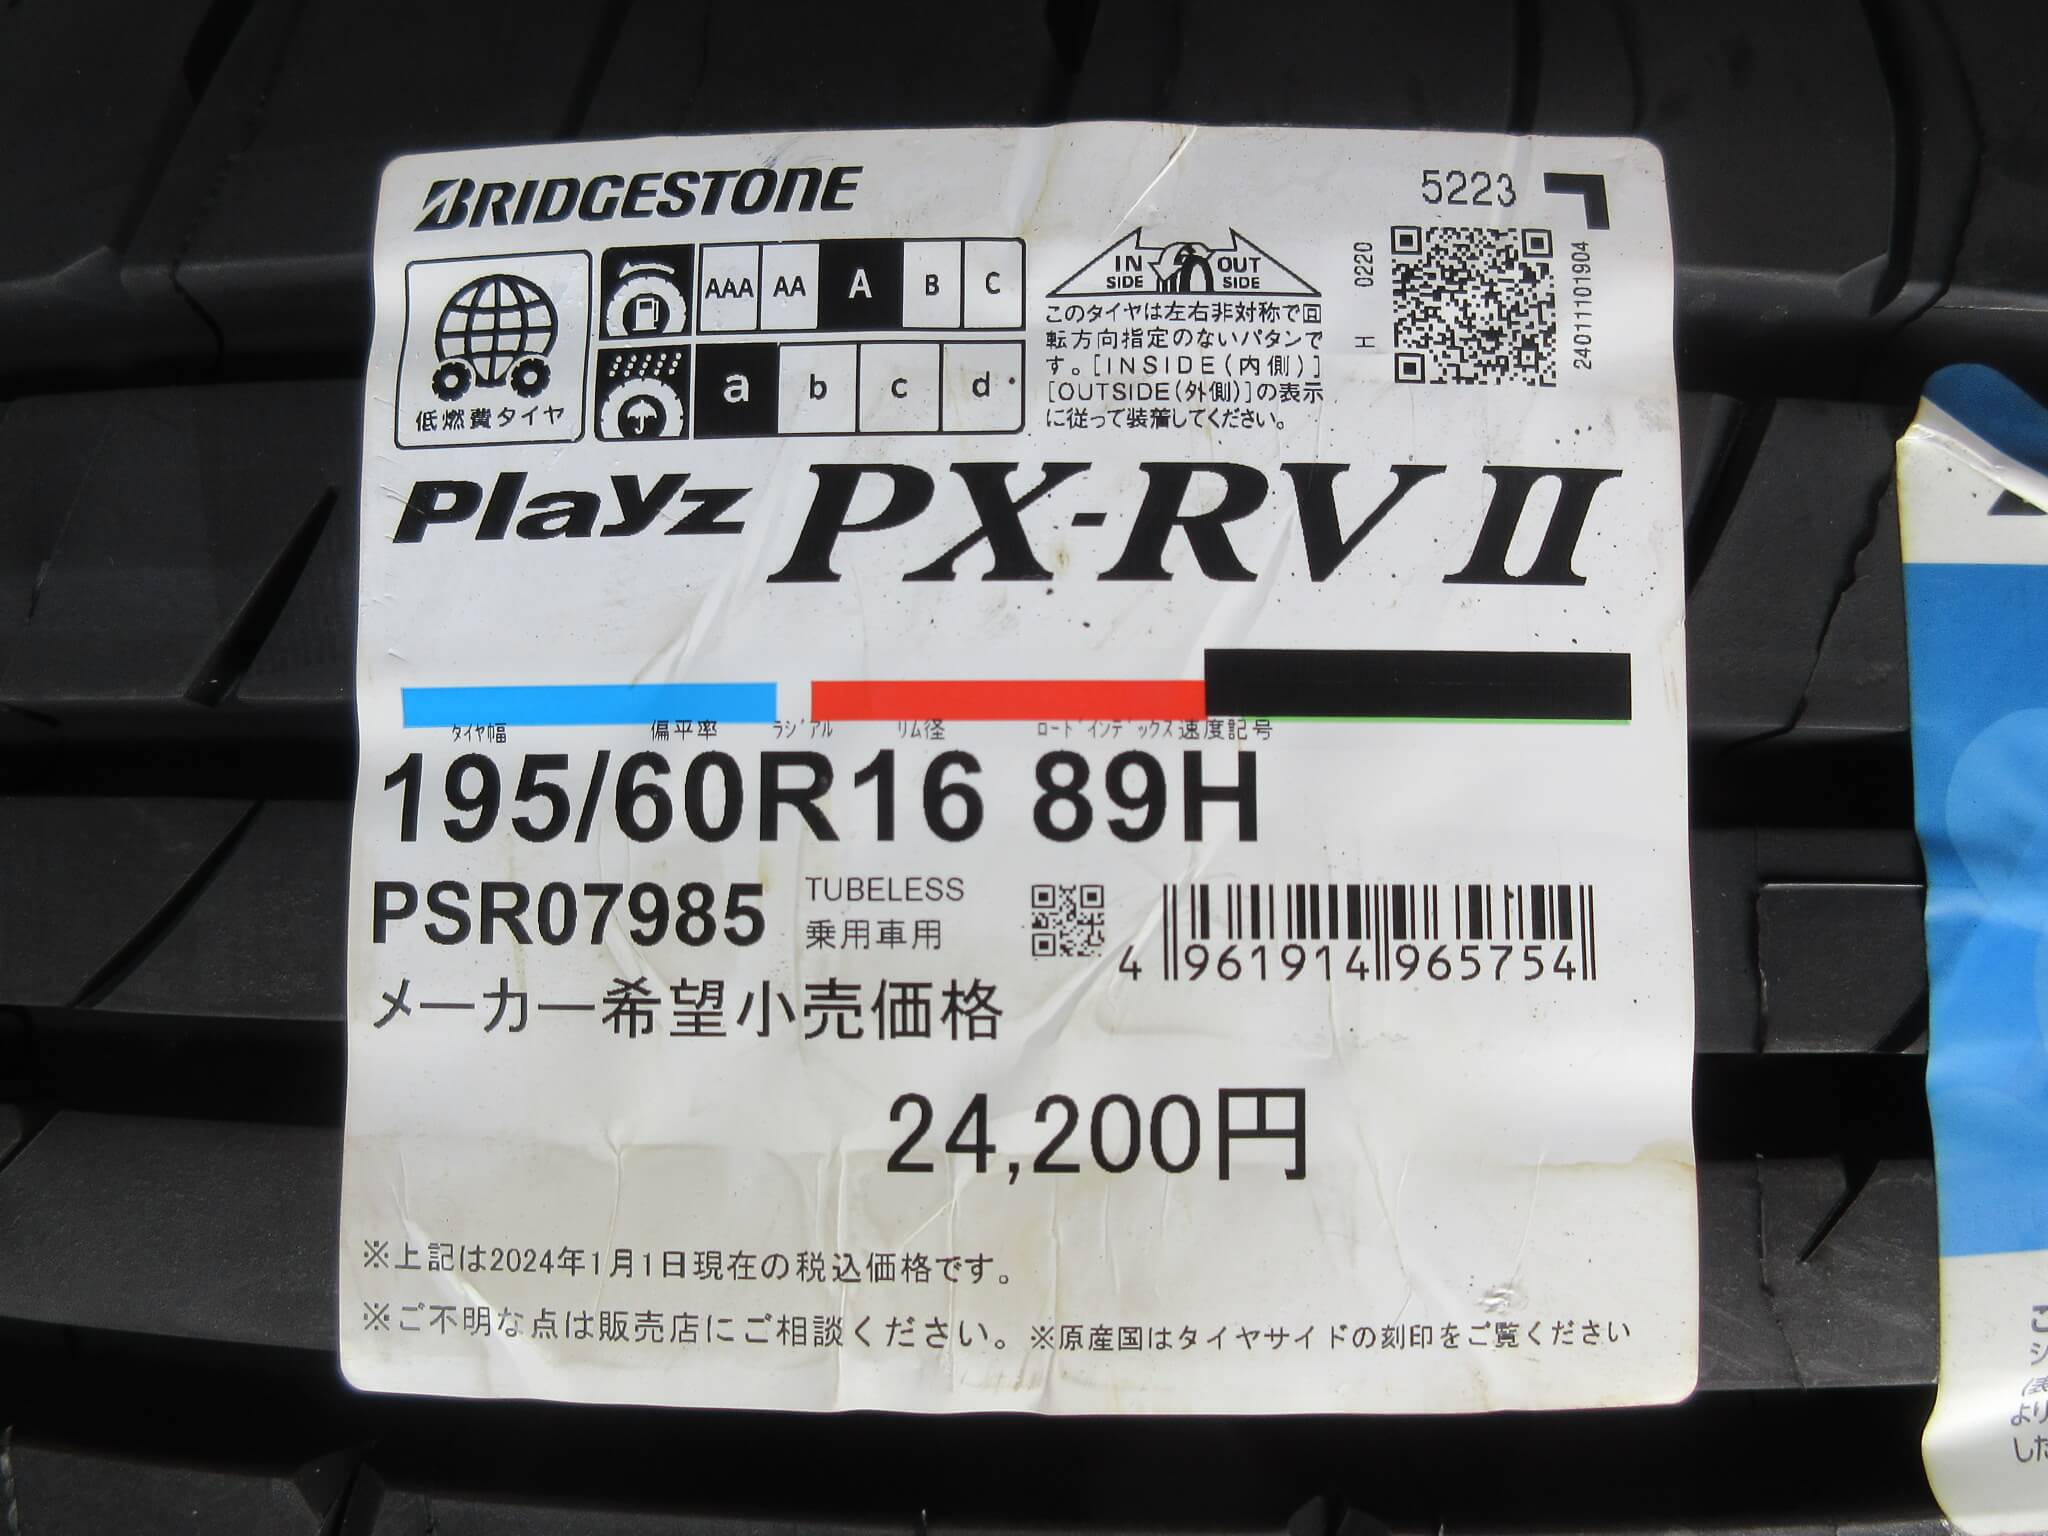 BRIDGESTONE
5223
AAA AA A B C
a b c d
低燃費タイヤ
IN SIDE OUT SIDE
このタイヤは左右非対称で回
転方向指定のないパタンで
す。[INSIDE(内側)]
[OUTSIDE(外側)]の表示
に従って装着してください。
H 0220
240111101904
Playz PX-RV II
タイヤ幅 偏平率 ラジアル リム径 ロードインデックス 速度記号
195/60R16 89H
PSR07985
TUBELESS
乗用車用
4 961914 965754
メーカー希望小売価格
24,200円
※上記は2024年1月1日現在の税込価格です。
※ご不明な点は販売店にご相談ください。※原産国はタイヤサイドの刻印をご覧ください
こ
シ
より
した